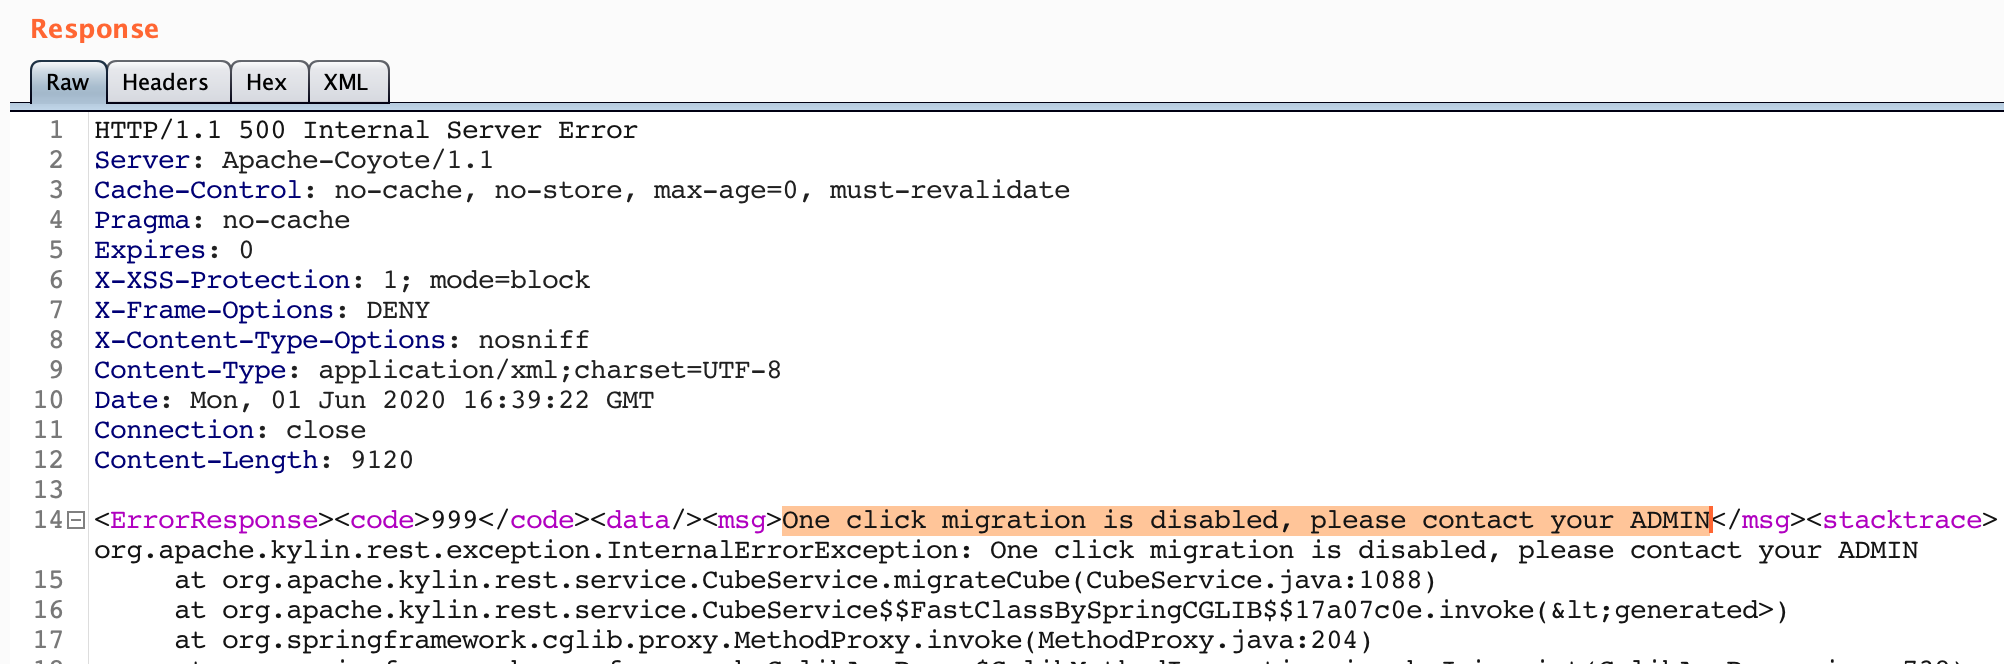 Response
Raw Headers Hex XML
1 HTTP/1.1 500 Internal Server Error
2 Server: Apache-Coyote/1.1
3 Cache-Control: no-cache, no-store, max-age=0, must-revalidate
4 Pragma: no-cache
5 Expires: 0
6 X-XSS-Protection: 1; mode=block
7 X-Frame-Options: DENY
8 X-Content-Type-Options: nosniff
9 Content-Type: application/xml;charset=UTF-8
10 Date: Mon, 01 Jun 2020 16:39:22 GMT
11 Connection: close
12 Content-Length: 9120
13
14 <ErrorResponse><code>999</code><data/><msg>One click migration is disabled, please contact your ADMIN</msg><stacktrace>
org.apache.kylin.rest.exception.InternalErrorException: One click migration is disabled, please contact your ADMIN
15 at org.apache.kylin.rest.service.CubeService.migrateCube(CubeService.java:1088)
16 at org.apache.kylin.rest.service.CubeService$$FastClassBySpringCGLIB$$17a07c0e.invoke(&lt;generated>)
17 at org.springframework.cglib.proxy.MethodProxy.invoke(MethodProxy.java:204)